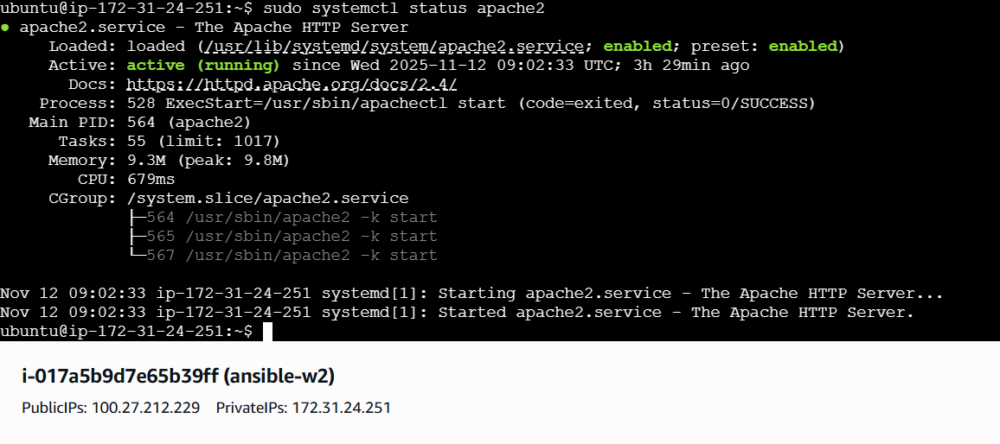 ubuntu@ip-172-31-24-251:~$ sudo systemctl status apache2
● apache2.service - The Apache HTTP Server
     Loaded: loaded (/usr/lib/systemd/system/apache2.service; enabled; preset: enabled)
     Active: active (running) since Wed 2025-11-12 09:02:33 UTC; 3h 29min ago
       Docs: https://httpd.apache.org/docs/2.4/
    Process: 528 ExecStart=/usr/sbin/apachectl start (code=exited, status=0/SUCCESS)
   Main PID: 564 (apache2)
      Tasks: 55 (limit: 1017)
     Memory: 9.3M (peak: 9.8M)
        CPU: 679ms
     CGroup: /system.slice/apache2.service
             ├─564 /usr/sbin/apache2 -k start
             ├─565 /usr/sbin/apache2 -k start
             └─567 /usr/sbin/apache2 -k start
Nov 12 09:02:33 ip-172-31-24-251 systemd[1]: Starting apache2.service - The Apache HTTP Server...
Nov 12 09:02:33 ip-172-31-24-251 systemd[1]: Started apache2.service - The Apache HTTP Server.
ubuntu@ip-172-31-24-251:~$
i-017a5b9d7e65b39ff (ansible-w2)
PublicIPs: 100.27.212.229 PrivateIPs: 172.31.24.251